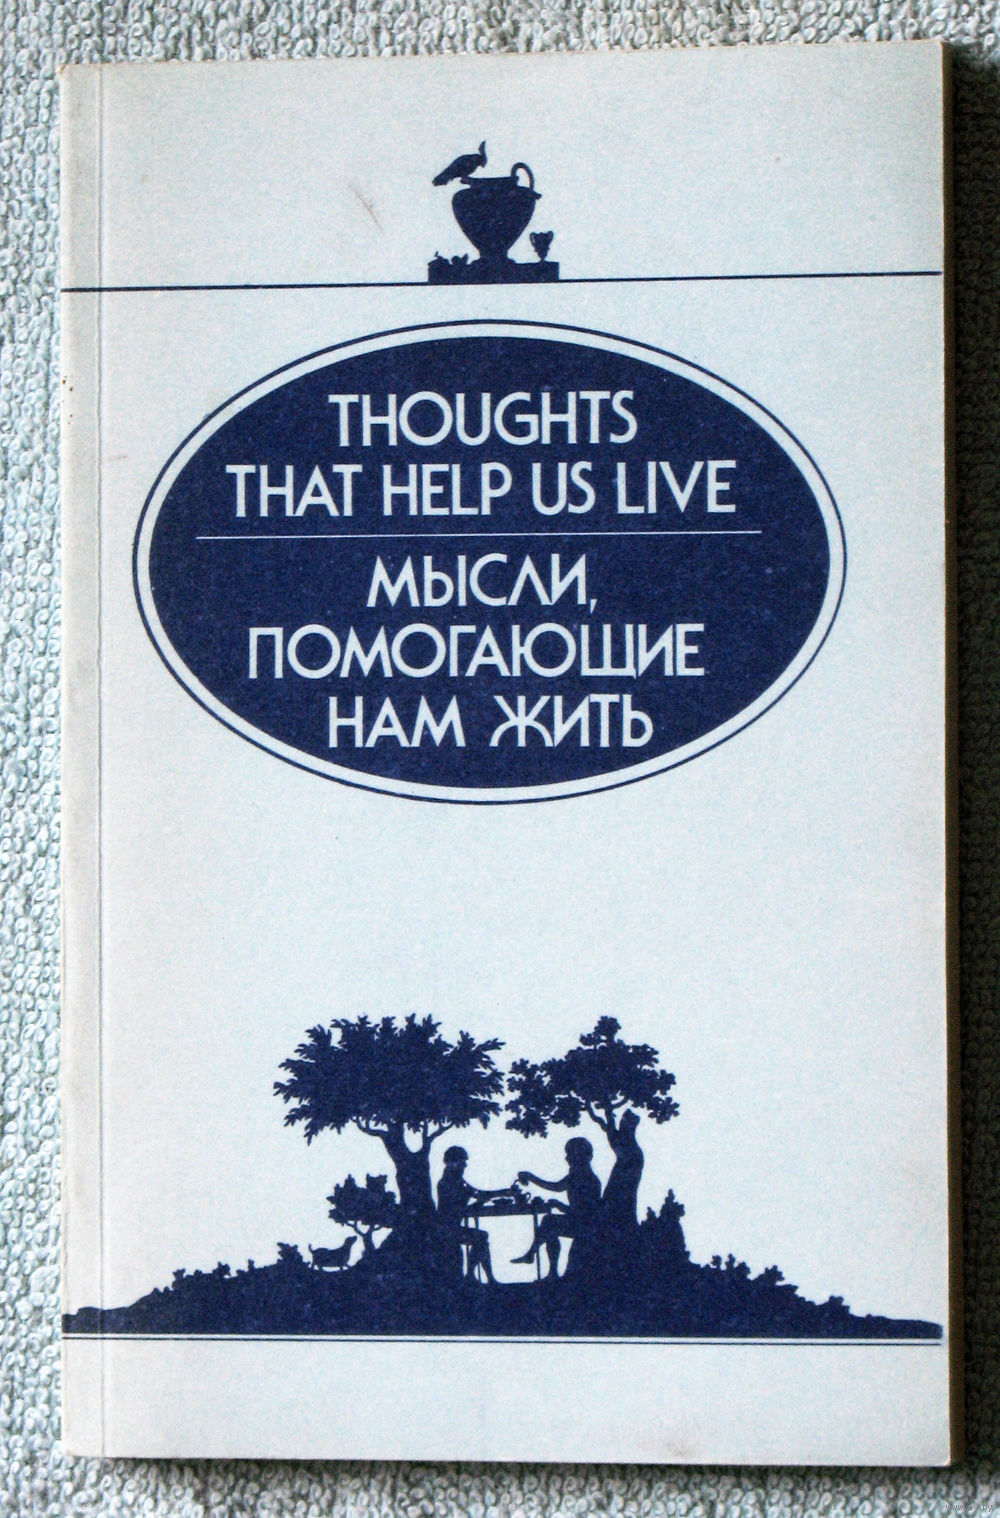 THOUGHTS
THAT HELP US LIVE
МЫСЛИ,
ПОМОГАЮЩИЕ
НАМ ЖИТЬ